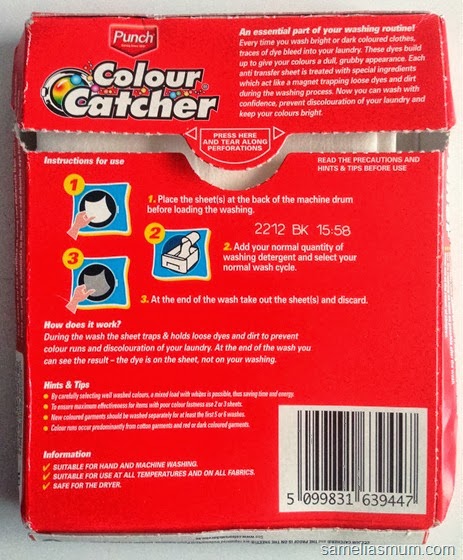 Punch
Colour
Catcher
An essential part of your washing routine!
Every time you wash bright or dark coloured clothes,
traces of dye bleed into your laundry. These dyes build
up to give your colours a dull, grubby appearance. Each
anti transfer sheet is treated with special ingredients
which act like a magnet trapping loose dyes and dirt
during the washing process. Now you can wash with
confidence, prevent discolouration of your laundry and
keep your colours bright.
PRESS HERE
AND TEAR ALONG
PERFORATIONS
Instructions for use
READ THE PRECAUTIONS AND
HINTS & TIPS BEFORE USE
1
1. Place the sheet(s) at the back of the machine drum
before loading the washing.
2212 BK 15:58
2
2. Add your normal quantity of
washing detergent and select your
normal wash cycle.
3
3. At the end of the wash take out the sheet(s) and discard.
How does it work?
During the wash the sheet traps & holds loose dyes and dirt to prevent
colour runs and discolouration of your laundry. At the end of the wash you
can see the result – the dye is on the sheet, not on your washing.
Hints & Tips
By carefully selecting well washed colours, a mixed load with whites is possible, thus saving time and energy.
To ensure maximum effectiveness for items with poor colour fastness use 2 or 3 sheets.
New coloured garments should be washed separately for at least the first 5 or 6 washes.
Colour runs occur predominantly from cotton garments and red or dark coloured garments.
Information
SUITABLE FOR HAND AND MACHINE WASHING.
SUITABLE FOR USE AT ALL TEMPERATURES AND ON ALL FABRICS.
SAFE FOR THE DRYER.
5 099831 639447
sameliasmum.com